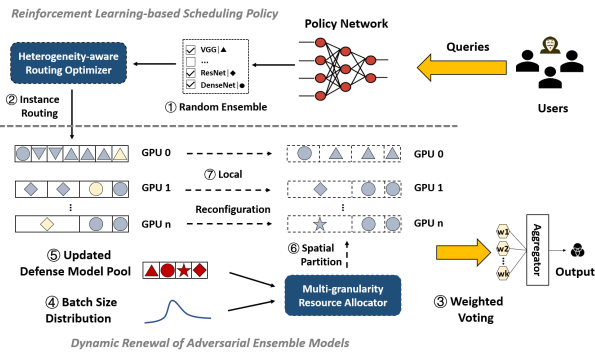 Reinforcement Learning-based Scheduling Policy
Policy
Network
Queries
Users
Heterogeneity-aware
Routing Optimizer
VGG|▲
...
ResNet|◆
DenseNet|●
① Random Ensemble
② Instance
Routing
GPU 0
GPU 1
⋮
GPU n
⑦ Local
Reconfiguration
GPU 0
GPU 1
⋮
GPU n
⑥ Spatial
Partition
⑤ Updated
Defense Model Pool
④ Batch Size
Distribution
Multi-granularity
Resource Allocator
w1
w2
⋮
wk
Aggregator
Output
③ Weighted
Voting
Dynamic Renewal of Adversarial Ensemble Models